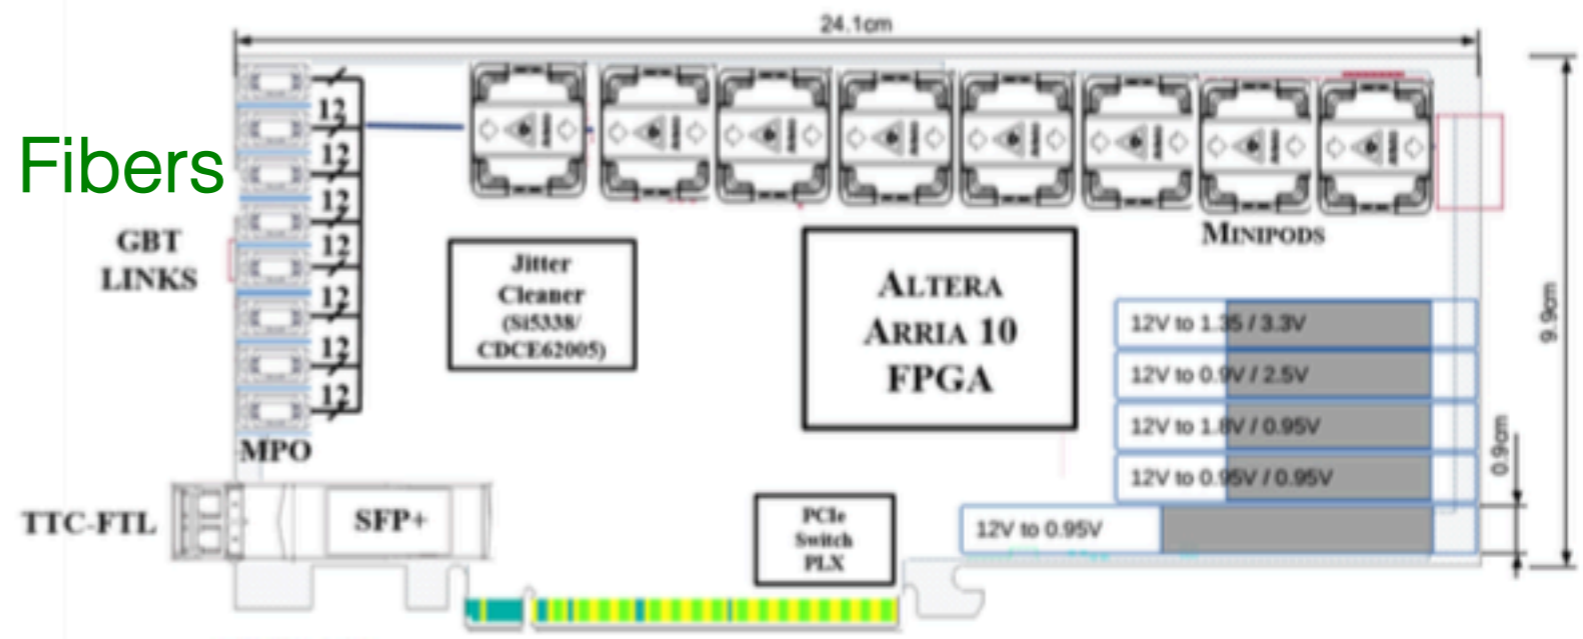 24.1cm
12
12
12
12
12
12
12
Fibers
GBT
LINKS
MPO
TTC-FTL
SFP+
Jitter
Cleaner
(Si5338/
CDCE62005)
ALTERA
ARRIA 10
FPGA
MINIPODS
12V to 1.35 / 3.3V
12V to 0.9V / 2.5V
12V to 1.8V / 0.95V
12V to 0.95V / 0.95V
12V to 0.95V
PCIe
Switch
PLX
9.9cm
0.9cm